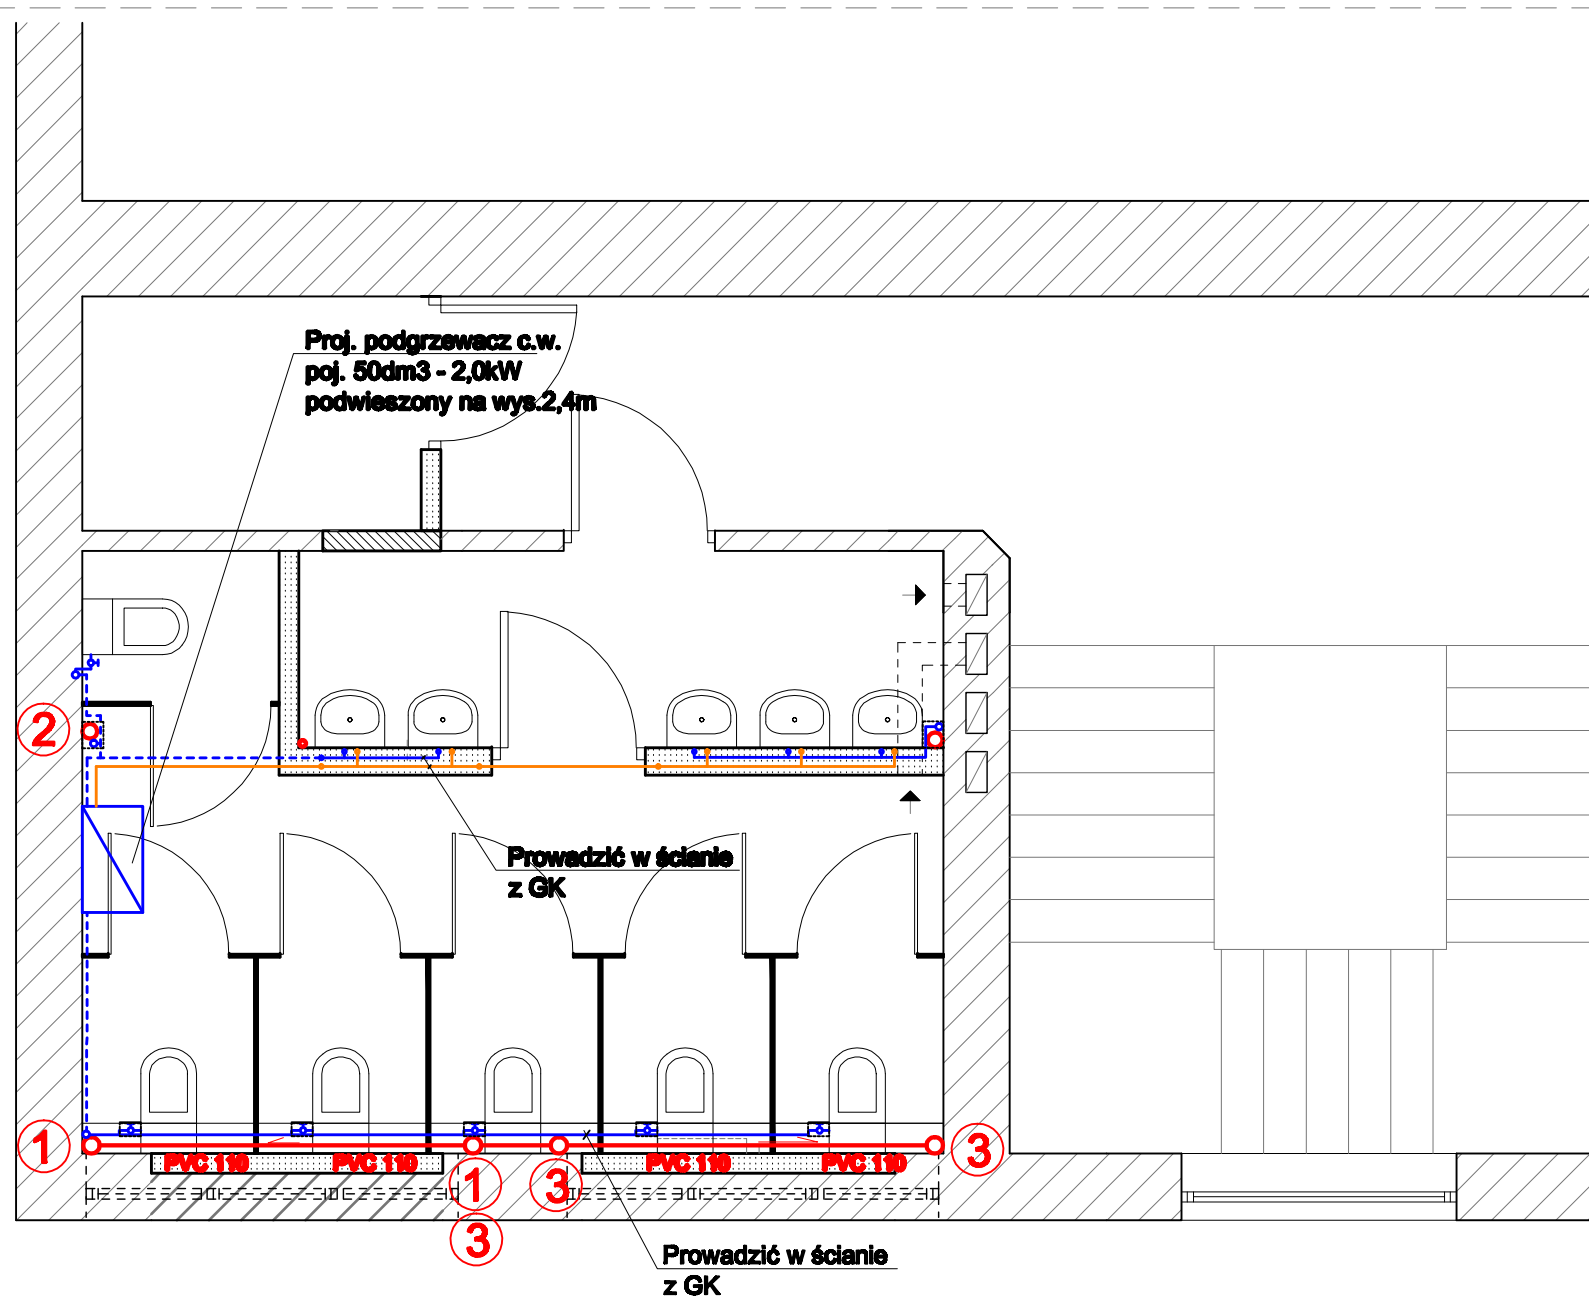 Proj. podgrzewacz c.w.
poj. 50dm3 - 2,0kW
podwieszony na wys.2,4m
2
Prowadzić w ścianie
z GK
1
3
PVC 110
PVC 110
PVC 110
PVC 110
1
3
3
Prowadzić w ścianie
z GK